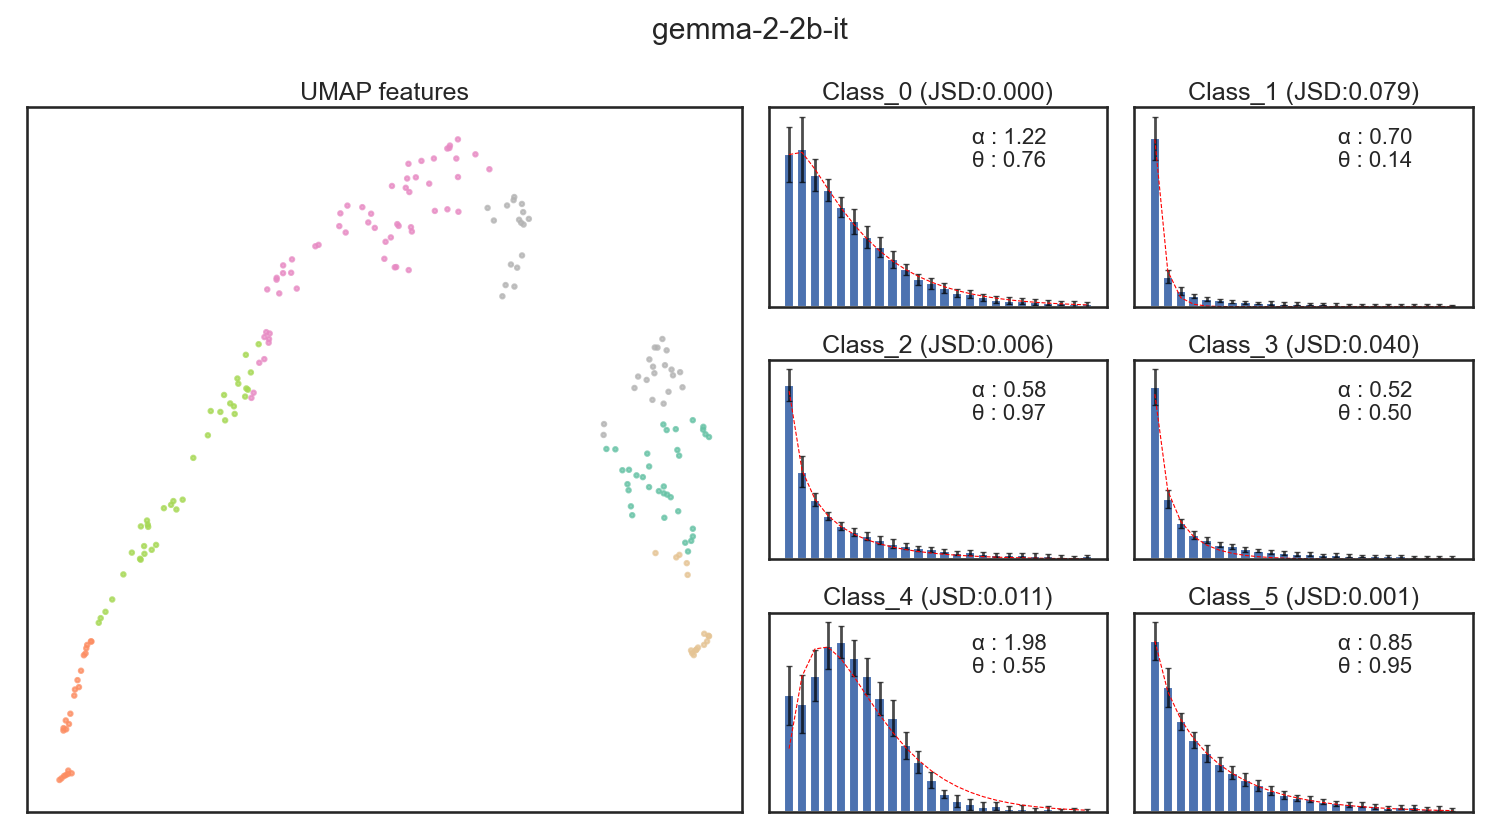 gemma-2-2b-it
UMAP features
Class_0 (JSD:0.000)
α : 1.22
θ : 0.76
Class_1 (JSD:0.079)
α : 0.70
θ : 0.14
Class_2 (JSD:0.006)
α : 0.58
θ : 0.97
Class_3 (JSD:0.040)
α : 0.52
θ : 0.50
Class_4 (JSD:0.011)
α : 1.98
θ : 0.55
Class_5 (JSD:0.001)
α : 0.85
θ : 0.95